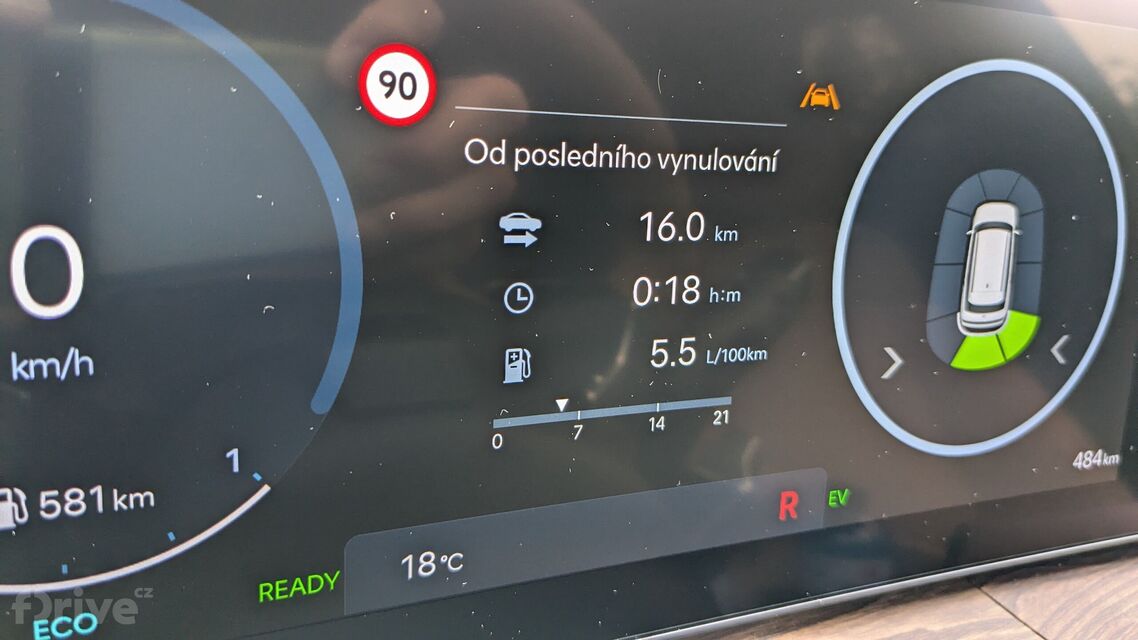 90
Od posledního vynulování
16.0 km
0:18 h:m
5.5 L/100km
0 7 14 21
0
km/h
1
581 km
484 km
R EV
18°C
READY
ECO
fDrive.cz